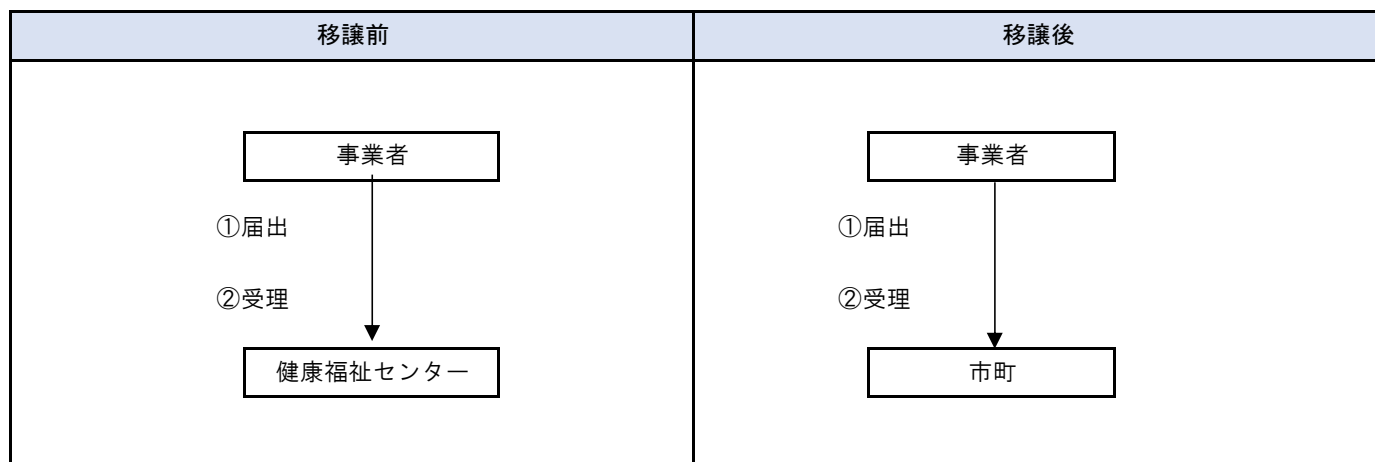 移譲前
移譲後
事業者
①届出
②受理
健康福祉センター
事業者
①届出
②受理
市町